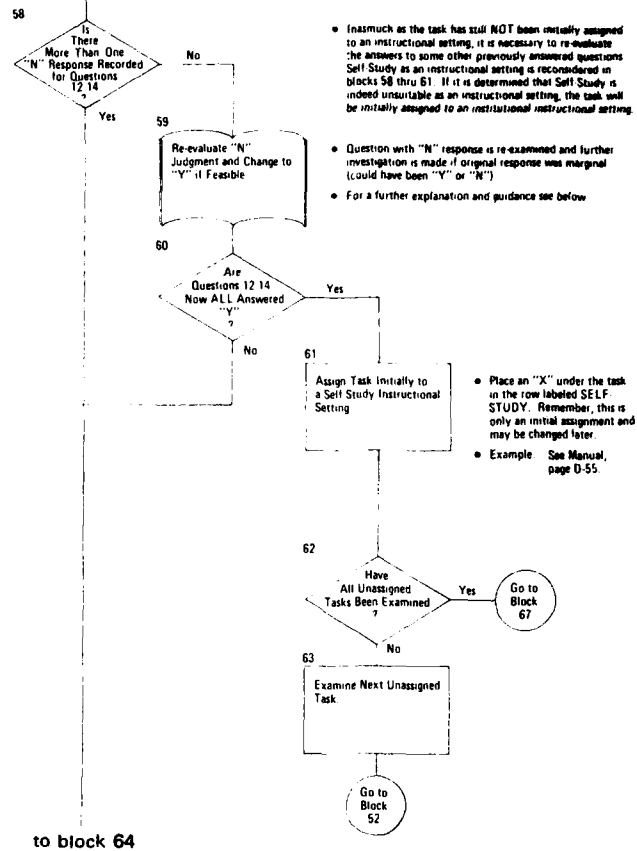 58
Is
There
More Than One
"N" Response Recorded
for Questions
12 14
?
No
Yes
• Inasmuch as the task has still NOT been initially assigned
to an instructional setting, it is necessary to re-evaluate
the answers to some other previously answered questions
Self-Study as an instructional setting is reconsidered in
blocks 58 thru 61. If it is determined that Self Study is
indeed unsuitable as an instructional setting, the task will
be initially assigned to an institutional instructional setting.
59
Re-evaluate "N"
Judgment and Change to
"Y" if Feasible
• Question with "N" response is re-examined and further
investigation is made if original response was marginal
(could have been "Y" or "N")
• For a further explanation and guidance see below
60
Are
Questions 12 14
Now ALL Answered
"Y"
?
Yes
No
61
Assign Task Initially to
a Self Study Instructional
Setting
• Place an "X" under the task
in the row labeled SELF-
STUDY. Remember, this is
only an initial assignment and
may be changed later.
• Example. See Manual,
page D-55.
62
Have
All Unassigned
Tasks Been Examined
?
Yes
Go to
Block
67
No
63
Examine Next Unassigned
Task.
Go to
Block
52
to block 64